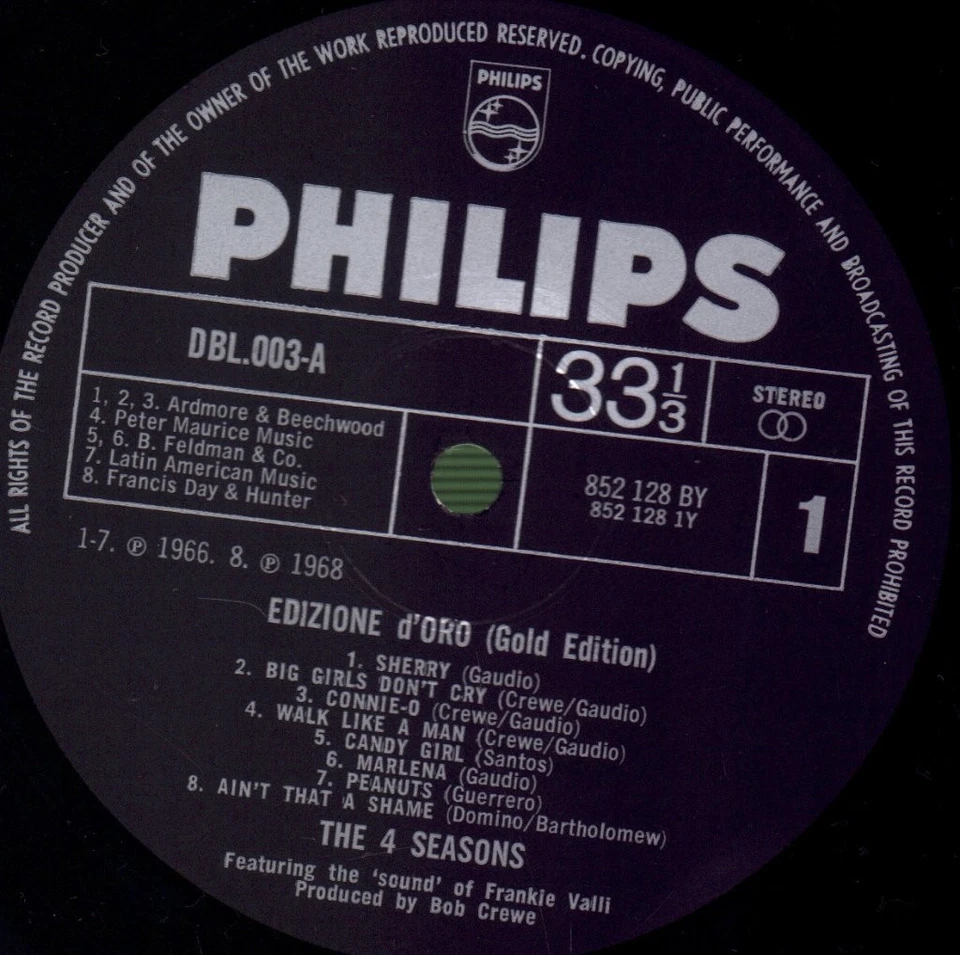 ALL RIGHTS OF THE RECORD PRODUCER AND OF THE OWNER OF THE WORK REPRODUCED RESERVED. COPYING, PUBLIC PERFORMANCE AND BROADCASTING OF THIS RECORD PROHIBITED
PHILIPS
PHILIPS
DBL.003-A
33 1/3
STEREO
1, 2, 3. Ardmore & Beechwood
4. Peter Maurice Music
5, 6. B. Feldman & Co.
7. Latin American Music
8. Francis Day & Hunter
852 128 BY
852 128 1Y
1
1-7. ℗ 1966. 8. ℗ 1968
EDIZIONE d'ORO (Gold Edition)
1. SHERRY (Gaudio)
2. BIG GIRLS DON'T CRY (Crewe/Gaudio)
3. CONNIE-O (Crewe/Gaudio)
4. WALK LIKE A MAN (Crewe/Gaudio)
5. CANDY GIRL (Santos)
6. MARLENA (Gaudio)
7. PEANUTS (Guerrero)
8. AIN'T THAT A SHAME (Domino/Bartholomew)
THE 4 SEASONS
Featuring the 'sound' of Frankie Valli
Produced by Bob Crewe